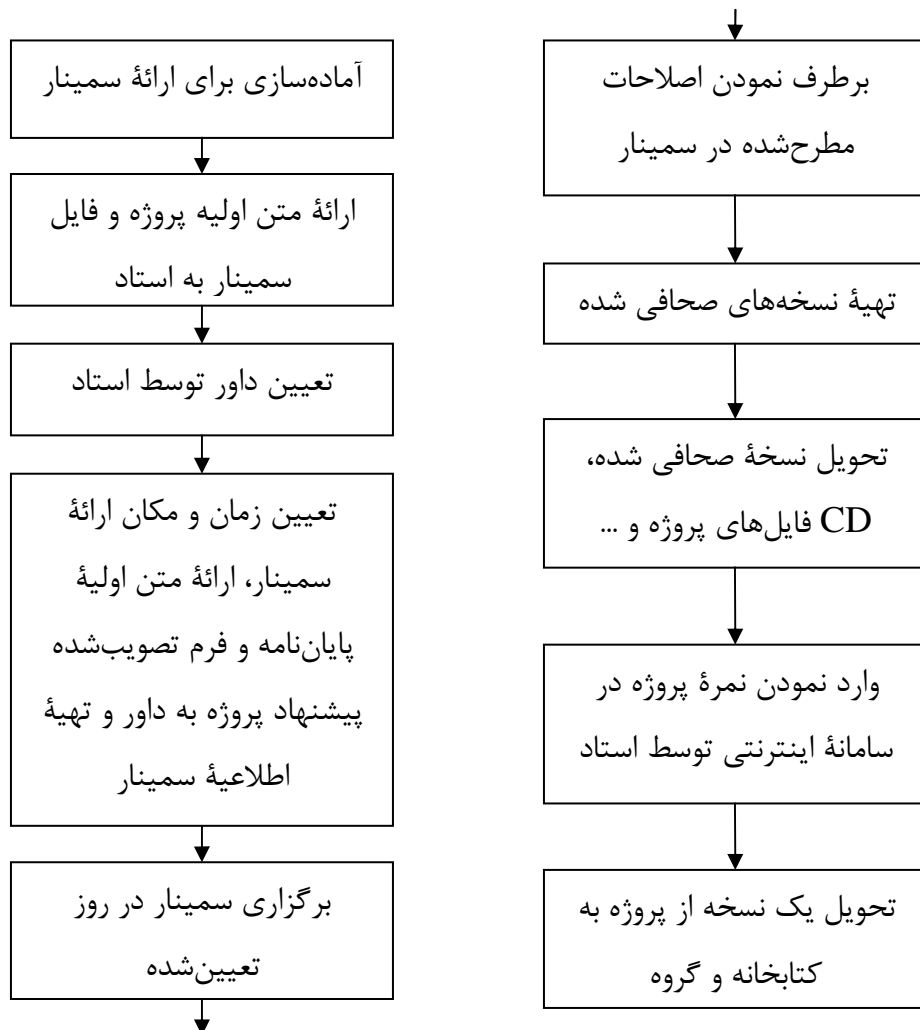 آماده‌سازی برای ارائهٔ سمینار
ارائهٔ متن اولیه پروژه و فایل
سمینار به استاد
تعیین داور توسط استاد
تعیین زمان و مکان ارائهٔ
سمینار، ارائهٔ متن اولیهٔ
پایان‌نامه و فرم تصویب‌شده
پیشنهاد پروژه به داور و تهیهٔ
اطلاعیهٔ سمینار
برگزاری سمینار در روز
تعیین‌شده
برطرف نمودن اصلاحات
مطرح‌شده در سمینار
تهیهٔ نسخه‌های صحافی شده
تحویل نسخهٔ صحافی شده،
CD فایل‌های پروژه و ...
وارد نمودن نمرهٔ پروژه در
سامانهٔ اینترنتی توسط استاد
تحویل یک نسخه از پروژه به
کتابخانه و گروه